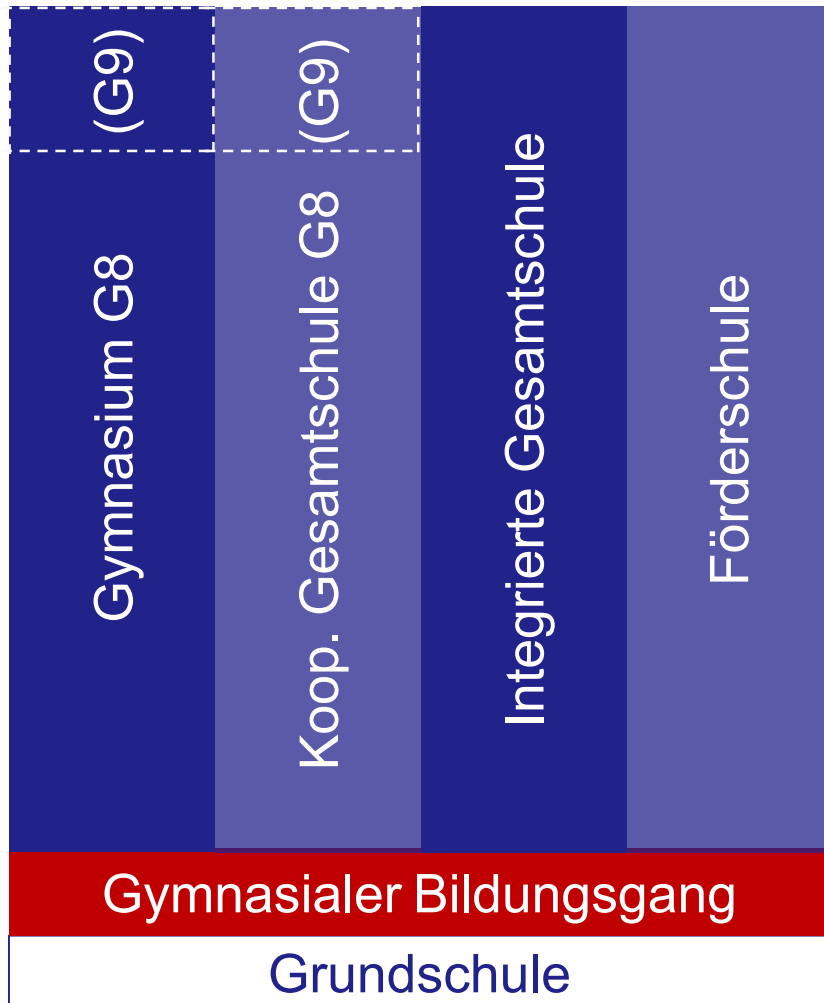 (G9)
(G9)
Gymnasium G8
Koop. Gesamtschule G8
Integrierte Gesamtschule
Förderschule
Gymnasialer Bildungsgang
Grundschule